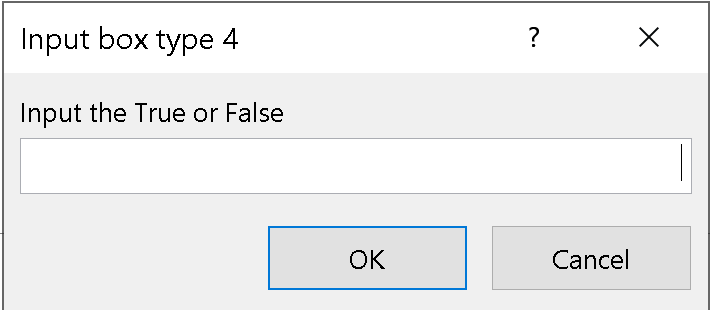 Input box type 4 ?
Input the True or False
OK Cancel